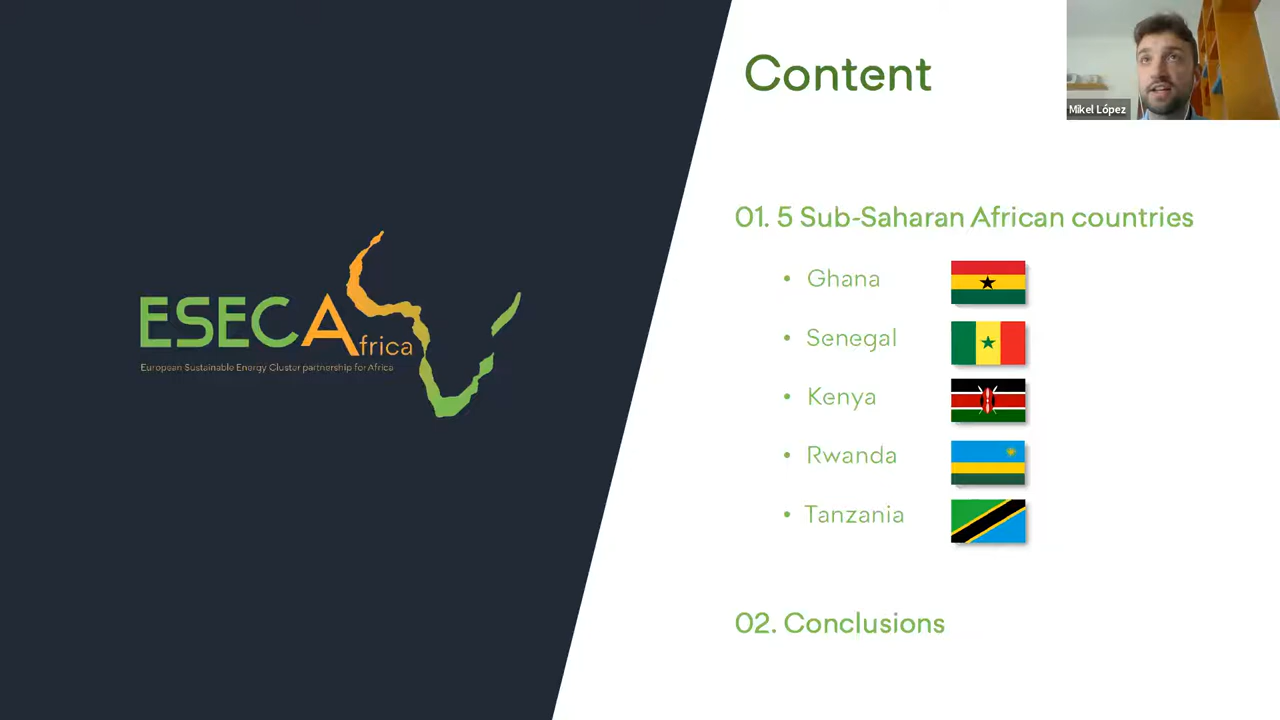 Content
Mikel López
01. 5 Sub-Saharan African countries
• Ghana
• Senegal
• Kenya
• Rwanda
• Tanzania
02. Conclusions
ESECAfrica
European Sustainable Energy Cluster partnership for Africa